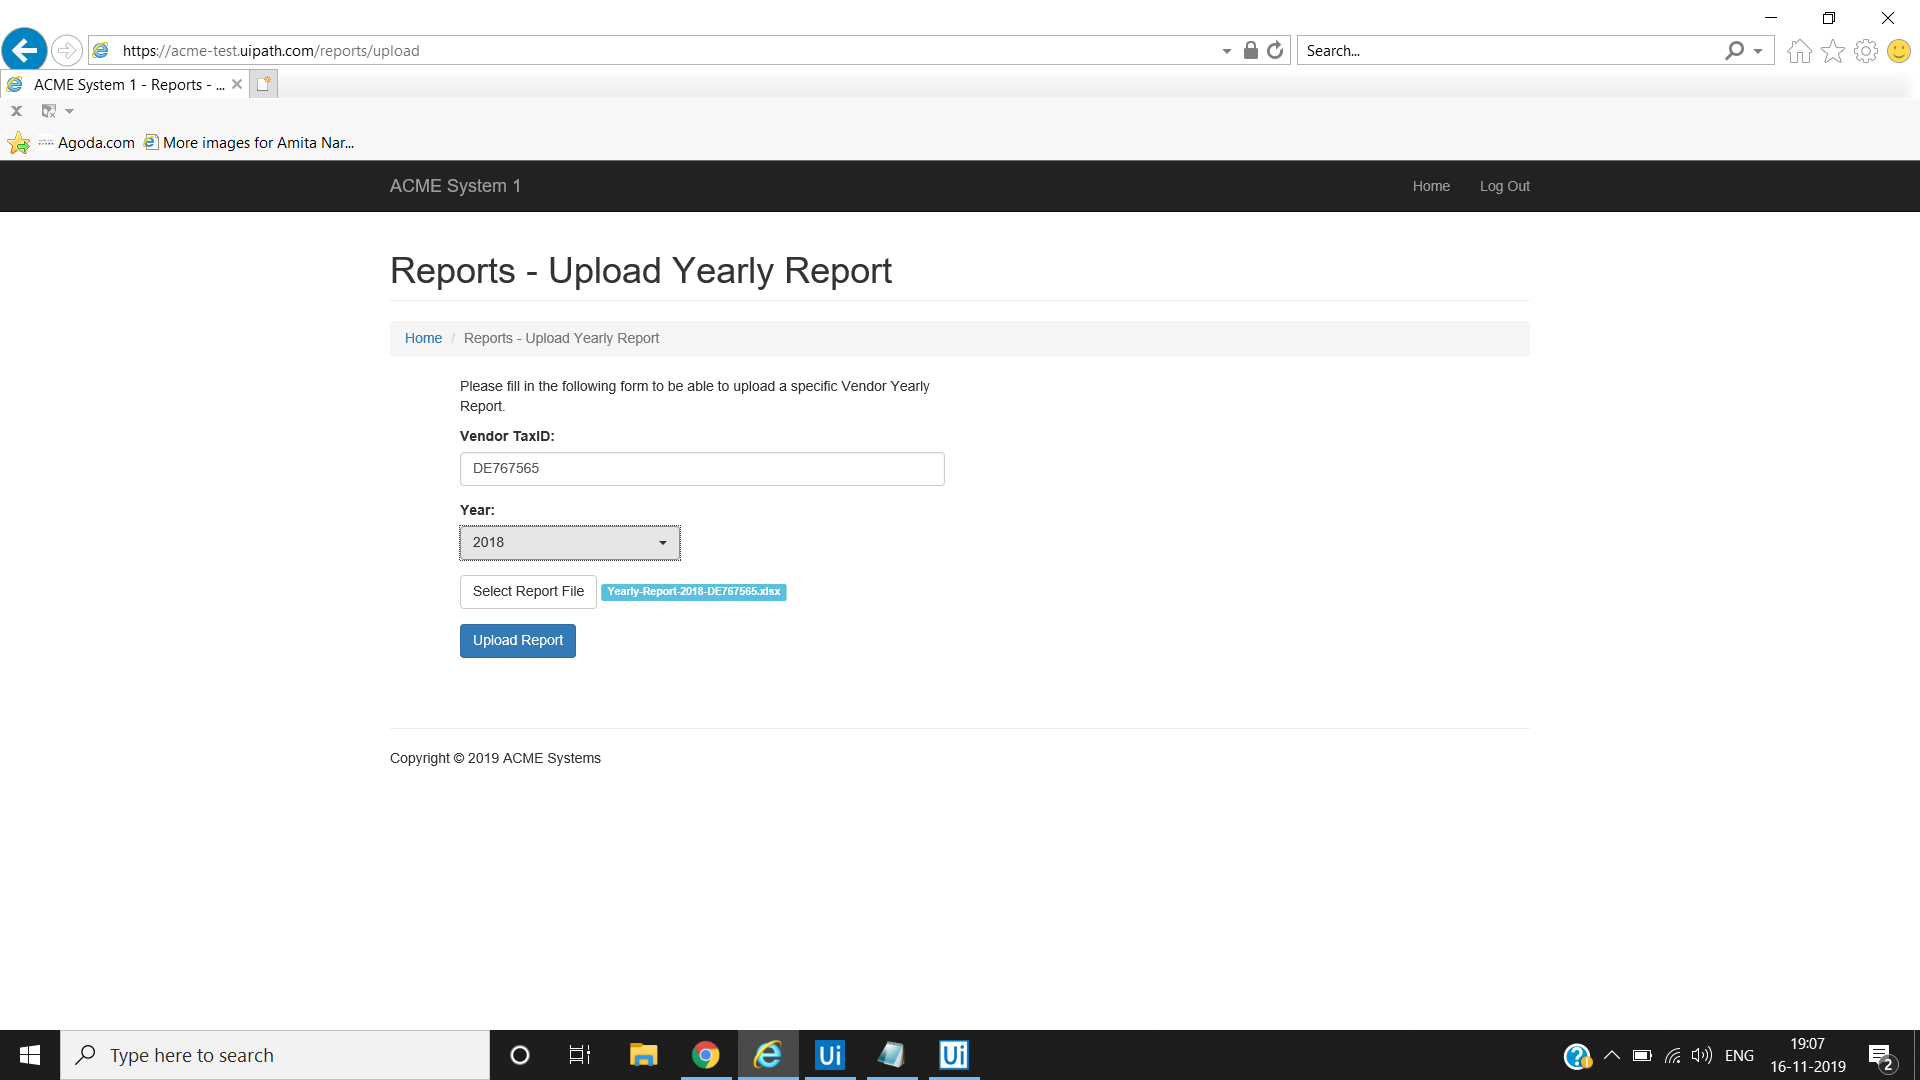 https://acme-test.uipath.com/reports/upload
Search...
ACME System 1 - Reports - ...
x
Agoda.com
More images for Amita Nar...
ACME System 1
Home
Log Out
Reports - Upload Yearly Report
Home / Reports - Upload Yearly Report
Please fill in the following form to be able to upload a specific Vendor Yearly
Report.
Vendor TaxID:
DE767565
Year:
2018
Select Report File
Yearly-Report-2018-DE767565.xlsx
Upload Report
Copyright © 2019 ACME Systems
Type here to search
Ui
Ui
ENG
19:07
16-11-2019
2